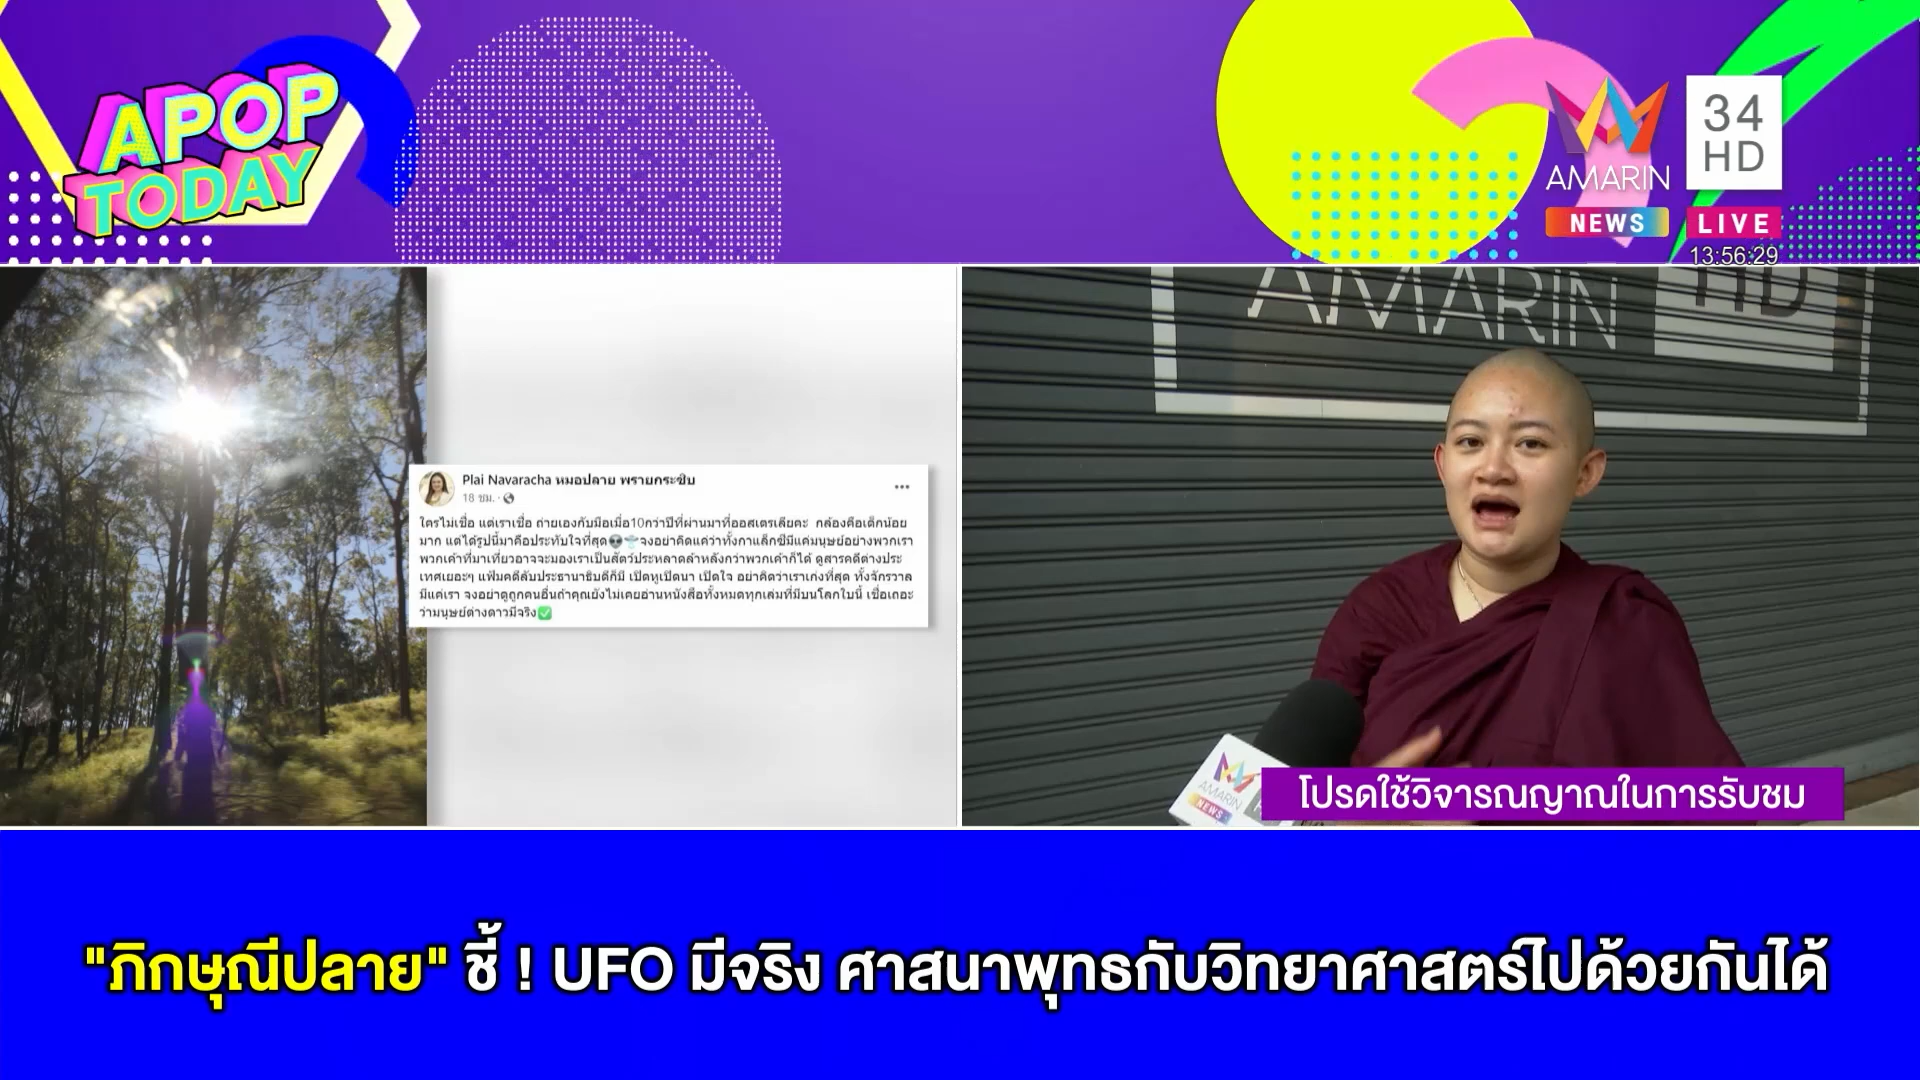 APOP
TODAY
AMARIN
NEWS
34
HD
LIVE
13:56:29
Plai Navaracha หมอปลาย พรายกระซิบ
18 ชม.
ใครไม่เชื่อ แต่เราเชื่อ ถ่ายเองกับมือเมื่อ10กว่าปีที่ผ่านมาที่ออสเตรเลียคะ กล้องคือเด็กน้อย
มาก แต่ได้รูปนี้มาคือประทับใจที่สุด👽🛸จงอย่าคิดแค่ว่าทั้งกาแล็กซีมีแค่มนุษย์อย่างพวกเรา
พวกเค้าที่มาเที่ยวอาจจะมองเราเป็นสัตว์ประหลาดล้าหลังกว่าพวกเค้าก็ได้ ดูสารคดีต่างประ
เทศเยอะๆ แฟ้มคดีลับประธานาธิบดีก็มี เปิดหูเปิดตา เปิดใจ อย่าคิดว่าเราเก่งที่สุด ทั้งจักรวาล
มีแค่เรา จงอย่าดูถูกคนอื่นถ้าคุณยังไม่เคยอ่านหนังสือทั้งหมดทุกเล่มที่มีบนโลกใบนี้ เชื่อเถอะ
ว่ามนุษย์ต่างดาวมีจริง✅
AMARIN
HD
AMARIN
NEWS
โปรดใช้วิจารณญาณในการรับชม
"ภิกษุณีปลาย" ชี้ ! UFO มีจริง ศาสนาพุทธกับวิทยาศาสตร์ไปด้วยกันได้